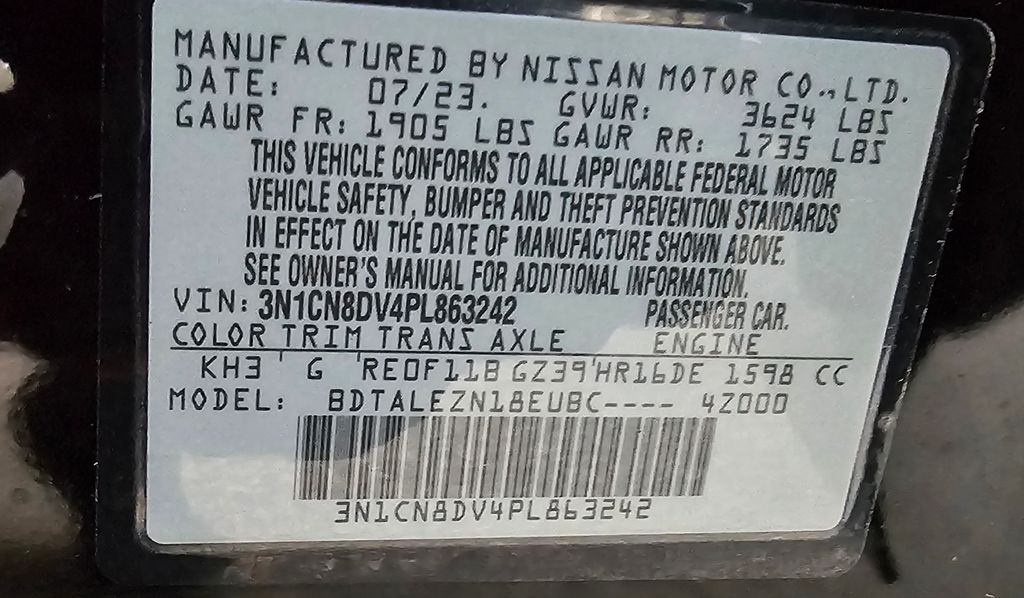 MANUFACTURED BY NISSAN MOTOR CO., LTD.
DATE: 07/23. GVWR: 3624 LBS
GAWR FR: 1905 LBS GAWR RR: 1735 LBS
THIS VEHICLE CONFORMS TO ALL APPLICABLE FEDERAL MOTOR
VEHICLE SAFETY, BUMPER AND THEFT PREVENTION STANDARDS
IN EFFECT ON THE DATE OF MANUFACTURE SHOWN ABOVE.
SEE OWNER'S MANUAL FOR ADDITIONAL INFORMATION.
VIN: 3N1CN8DV4PL863242 PASSENGER CAR.
COLOR TRIM TRANS AXLE ENGINE
KH3 ' G 'RE0F11B GZ39'HR16DE 1598 CC
MODEL: BDTALEZN18EUBC---- 4Z000
3N1CN8DV4PL863242